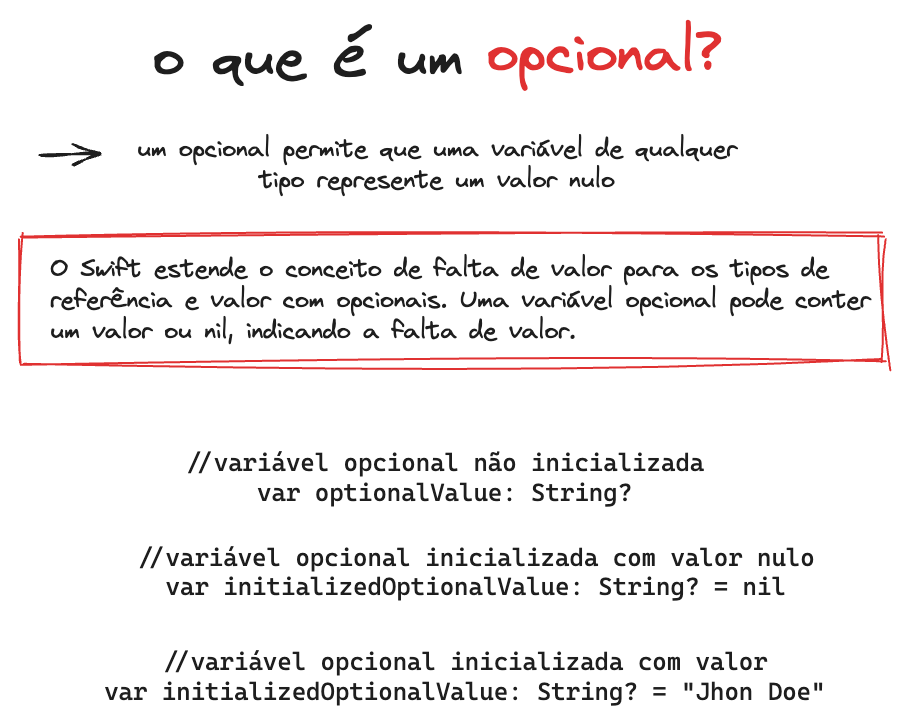 o que é um opcional?
um opcional permite que uma variável de qualquer
tipo represente um valor nulo
O Swift estende o conceito de falta de valor para os tipos de
referência e valor com opcionais. Uma variável opcional pode conter
um valor ou nil, indicando a falta de valor.
//variável opcional não inicializada
var optionalValue: String?
//variável opcional inicializada com valor nulo
var initializedOptionalValue: String? = nil
//variável opcional inicializada com valor
var initializedOptionalValue: String? = "Jhon Doe"